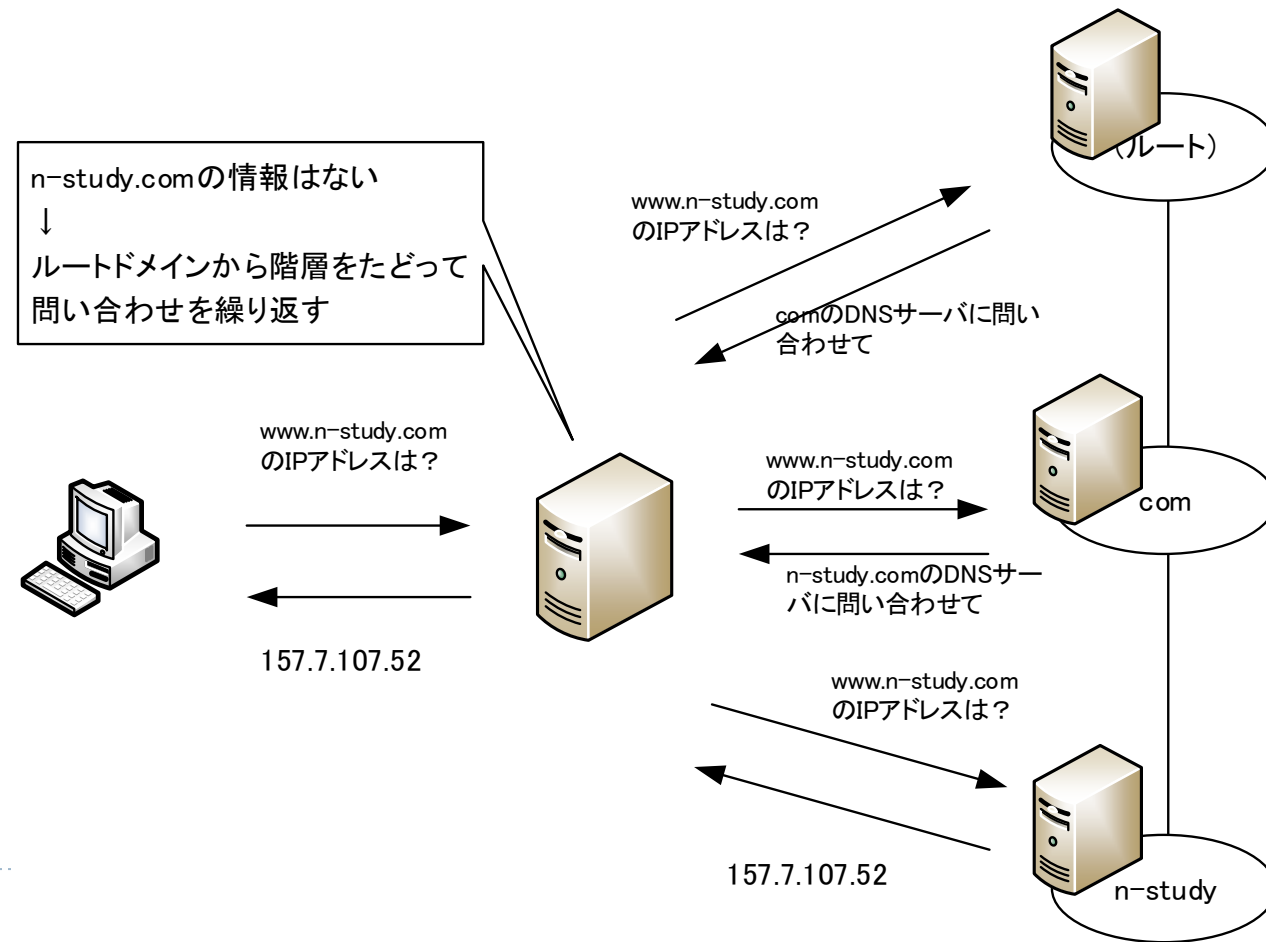 (ルート)
n-study.comの情報はない
↓
ルートドメインから階層をたどって
問い合わせを繰り返す
www.n-study.com
のIPアドレスは？
comのDNSサーバに問い
合わせて
www.n-study.com
のIPアドレスは？
157.7.107.52
www.n-study.com
のIPアドレスは？
com
n-study.comのDNSサー
バに問い合わせて
www.n-study.com
のIPアドレスは？
157.7.107.52
n-study